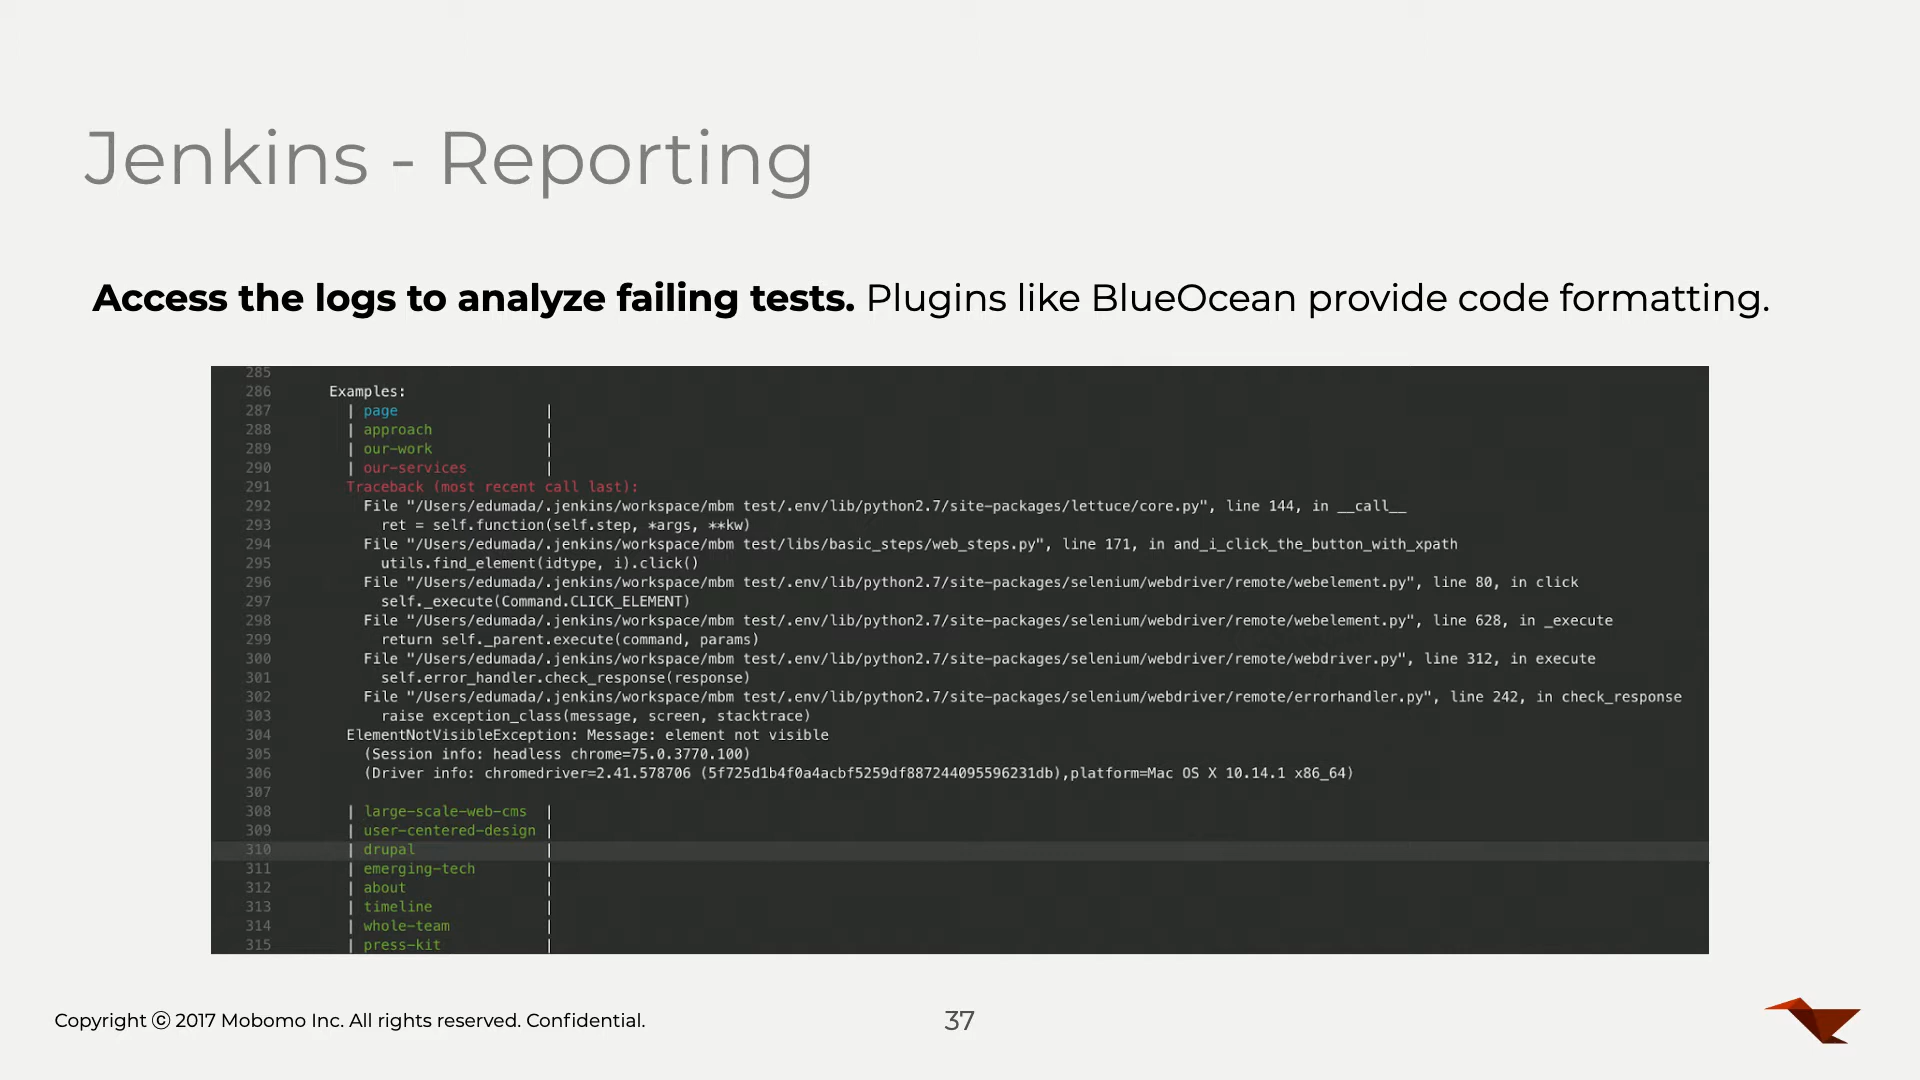 Jenkins - Reporting
Access the logs to analyze failing tests. Plugins like BlueOcean provide code formatting.
285
286 Examples:
287 | page |
288 | approach |
289 | our-work |
290 | our-services |
291 Traceback (most recent call last):
292 File "/Users/edumada/.jenkins/workspace/mbm test/.env/lib/python2.7/site-packages/lettuce/core.py", line 144, in __call__
293 ret = self.function(self.step, *args, **kw)
294 File "/Users/edumada/.jenkins/workspace/mbm test/libs/basic_steps/web_steps.py", line 171, in and_i_click_the_button_with_xpath
295 utils.find_element(idtype, i).click()
296 File "/Users/edumada/.jenkins/workspace/mbm test/.env/lib/python2.7/site-packages/selenium/webdriver/remote/webelement.py", line 80, in click
297 self._execute(Command.CLICK_ELEMENT)
298 File "/Users/edumada/.jenkins/workspace/mbm test/.env/lib/python2.7/site-packages/selenium/webdriver/remote/webelement.py", line 628, in _execute
299 return self._parent.execute(command, params)
300 File "/Users/edumada/.jenkins/workspace/mbm test/.env/lib/python2.7/site-packages/selenium/webdriver/remote/webdriver.py", line 312, in execute
301 self.error_handler.check_response(response)
302 File "/Users/edumada/.jenkins/workspace/mbm test/.env/lib/python2.7/site-packages/selenium/webdriver/remote/errorhandler.py", line 242, in check_response
303 raise exception_class(message, screen, stacktrace)
304 ElementNotVisibleException: Message: element not visible
305 (Session info: headless chrome=75.0.3770.100)
306 (Driver info: chromedriver=2.41.578706 (5f725d1b4f0a4acbf5259df887244095596231db),platform=Mac OS X 10.14.1 x86_64)
307
308 | large-scale-web-cms |
309 | user-centered-design |
310 | drupal |
311 | emerging-tech |
312 | about |
313 | timeline |
314 | whole-team |
315 | press-kit |
Copyright ⓒ 2017 Mobomo Inc. All rights reserved. Confidential.
37